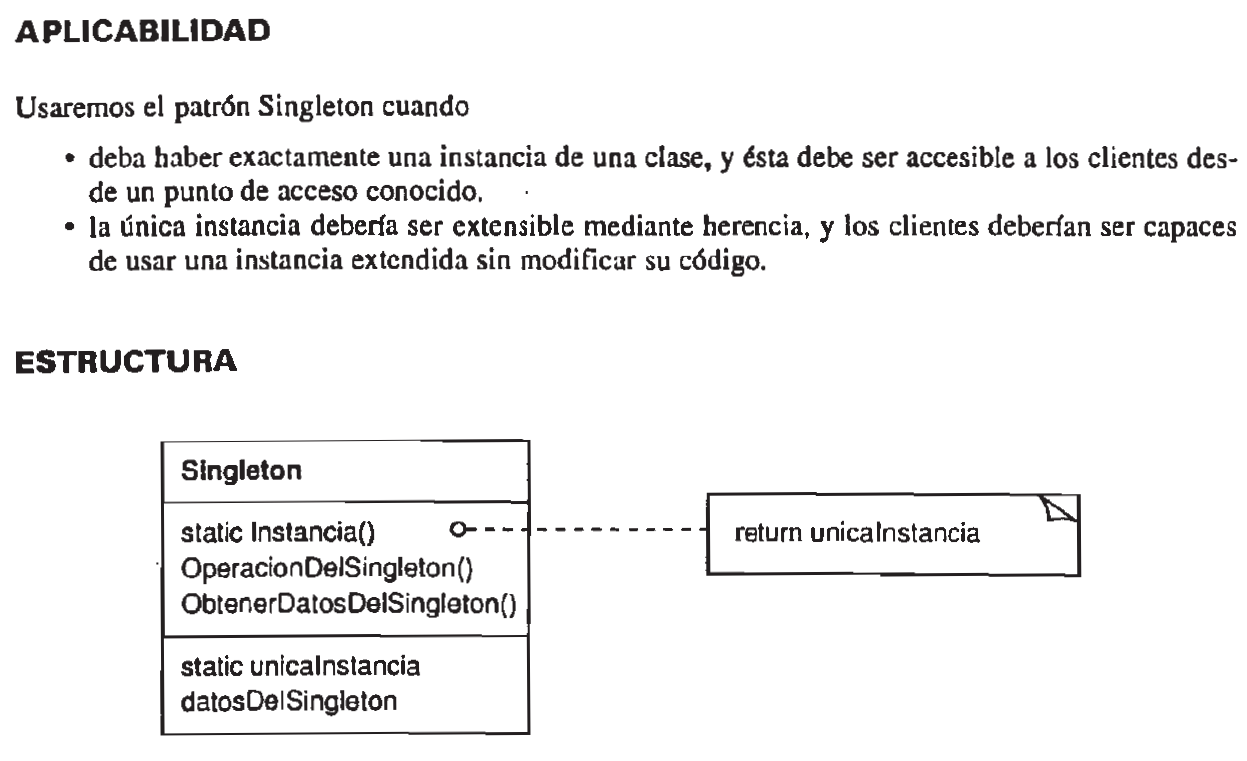 APLICABILIDAD
Usaremos el patrón Singleton cuando
• deba haber exactamente una instancia de una clase, y ésta debe ser accesible a los clientes des-
de un punto de acceso conocido.
• la única instancia debería ser extensible mediante herencia, y los clientes deberían ser capaces
de usar una instancia extendida sin modificar su código.
ESTRUCTURA
Singleton
static Instancia()
OperacionDelSingleton()
ObtenerDatosDelSingleton()
static unicaInstancia
datosDelSingleton
return unicaInstancia